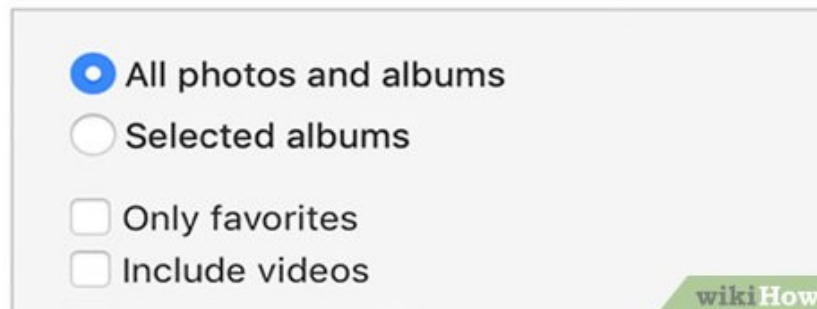 All photos and albums
Selected albums
Only favorites
Include videos
wikiHow